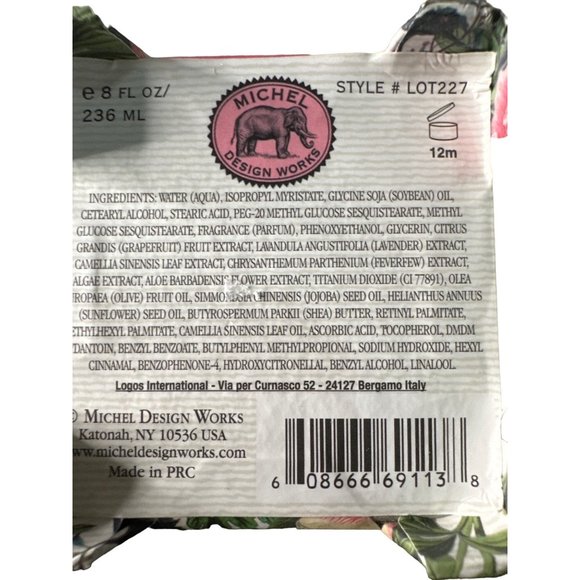 e 8 FL OZ/
236 ML
MICHEL
DESIGN WORKS
STYLE # LOT227
12m
INGREDIENTS: WATER (AQUA), ISOPROPYL MYRISTATE, GLYCINE SOJA (SOYBEAN) OIL,
CETEARYL ALCOHOL, STEARIC ACID, PEG-20 METHYL GLUCOSE SESQUISTEARATE, METHYL
GLUCOSE SESQUISTEARATE, FRAGRANCE (PARFUM), PHENOXYETHANOL, GLYCERIN, CITRUS
GRANDIS (GRAPEFRUIT) FRUIT EXTRACT, LAVANDULA ANGUSTIFOLIA (LAVENDER) EXTRACT,
CAMELLIA SINENSIS LEAF EXTRACT, CHRYSANTHEMUM PARTHENIUM (FEVERFEW) EXTRACT,
ALGAE EXTRACT, ALOE BARBADENSIS FLOWER EXTRACT, TITANIUM DIOXIDE (CI 77891), OLEA
ROPAEA (OLIVE) FRUIT OIL, SIMMONDSIA CHINENSIS (JOJOBA) SEED OIL, HELIANTHUS ANNUUS
(SUNFLOWER) SEED OIL, BUTYROSPERMUM PARKII (SHEA) BUTTER, RETINYL PALMITATE,
ETHYLHEXYL PALMITATE, CAMELLIA SINENSIS LEAF OIL, ASCORBIC ACID, TOCOPHEROL, DMDM
YDANTOIN, BENZYL BENZOATE, BUTYLPHENYL METHYLPROPIONAL, SODIUM HYDROXIDE, HEXYL
CINNAMAL, BENZOPHENONE-4, HYDROXYCITRONELLAL, BENZYL ALCOHOL, LINALOOL.
Logos International - Via per Curnasco 52 - 24127 Bergamo Italy
© MICHEL DESIGN WORKS
Katonah, NY 10536 USA
www.micheldesignworks.com
Made in PRC
6 08666 69113 8